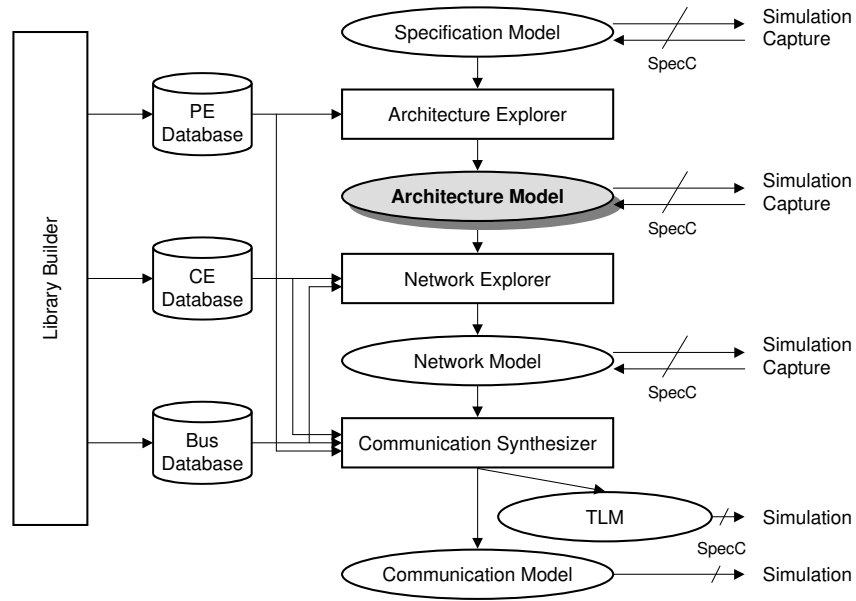 Specification Model
Simulation
Capture
SpecC
PE
Database
Architecture Explorer
Architecture Model
Simulation
Capture
SpecC
Library Builder
CE
Database
Network Explorer
Network Model
Simulation
Capture
SpecC
Bus
Database
Communication Synthesizer
TLM
Simulation
SpecC
Communication Model
Simulation